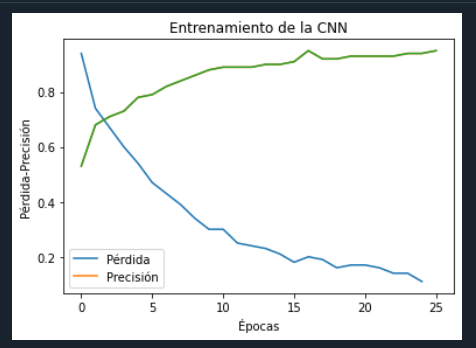 Entrenamiento de la CNN
Pérdida-Precisión
0.8
0.6
0.4
0.2
Pérdida
Precisión
0
5
10
15
20
25
Épocas